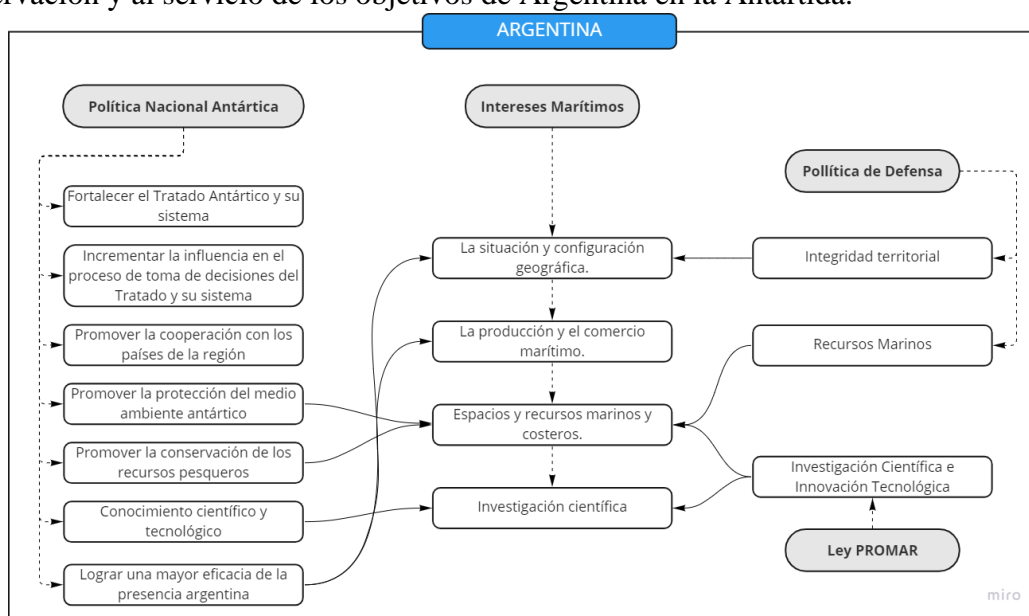 servación y al servicio de los objetivos de Argentina en la Antártida.
ARGENTINA
Política Nacional Antártica
Fortalecer el Tratado Antártico y su
sistema
Incrementar la influencia en el
proceso de toma de decisiones del
Tratado y su sistema
Promover la cooperación con los
países de la región
Promover la protección del medio
ambiente antártico
Promover la conservación de los
recursos pesqueros
Conocimiento científico y
tecnológico
Lograr una mayor eficacia de la
presencia argentina
Intereses Marítimos
La situación y configuración
geográfica.
La producción y el comercio
marítimo.
Espacios y recursos marinos y
costeros.
Investigación científica
Pollítica de Defensa
Integridad territorial
Recursos Marinos
Investigación Científica e
Innovación Tecnológica
Ley PROMAR
miro